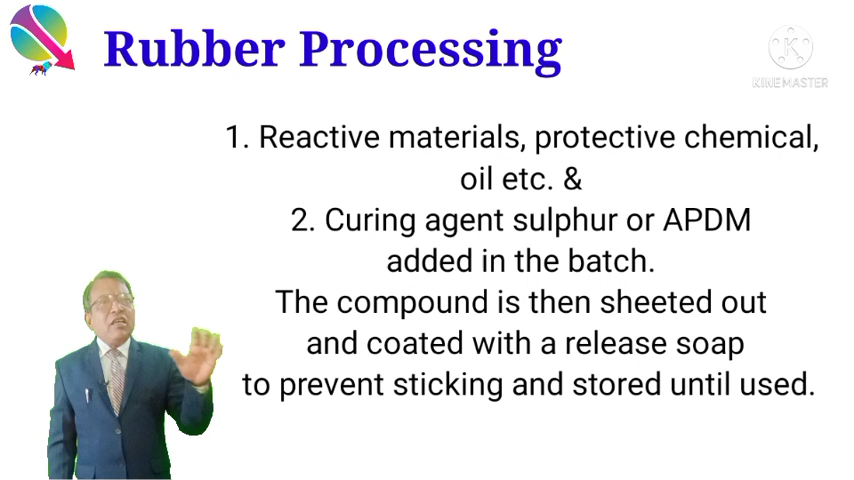 Rubber Processing
KINEMASTER
1. Reactive materials, protective chemical,
oil etc. &
2. Curing agent sulphur or APDM
added in the batch.
The compound is then sheeted out
and coated with a release soap
to prevent sticking and stored until used.